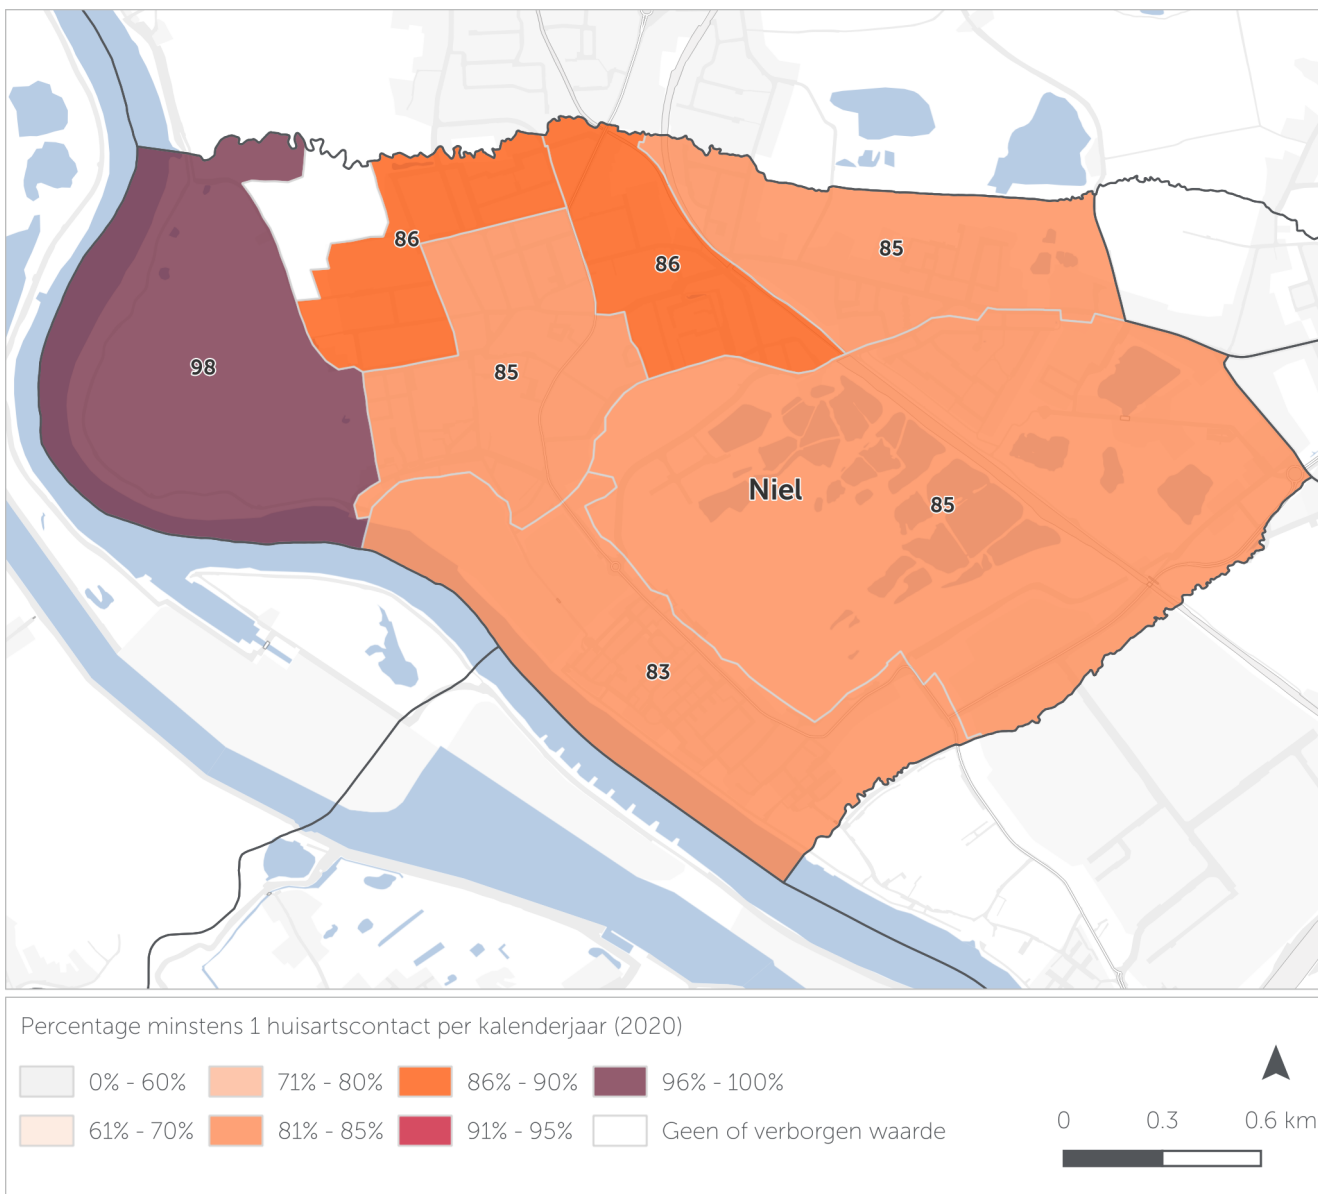 86
86
85
98
85
Niel
85
83
Percentage minstens 1 huisartscontact per kalenderjaar (2020)
0% - 60%
71% - 80%
86% - 90%
96% - 100%
61% - 70%
81% - 85%
91% - 95%
Geen of verborgen waarde
0 0.3 0.6 km